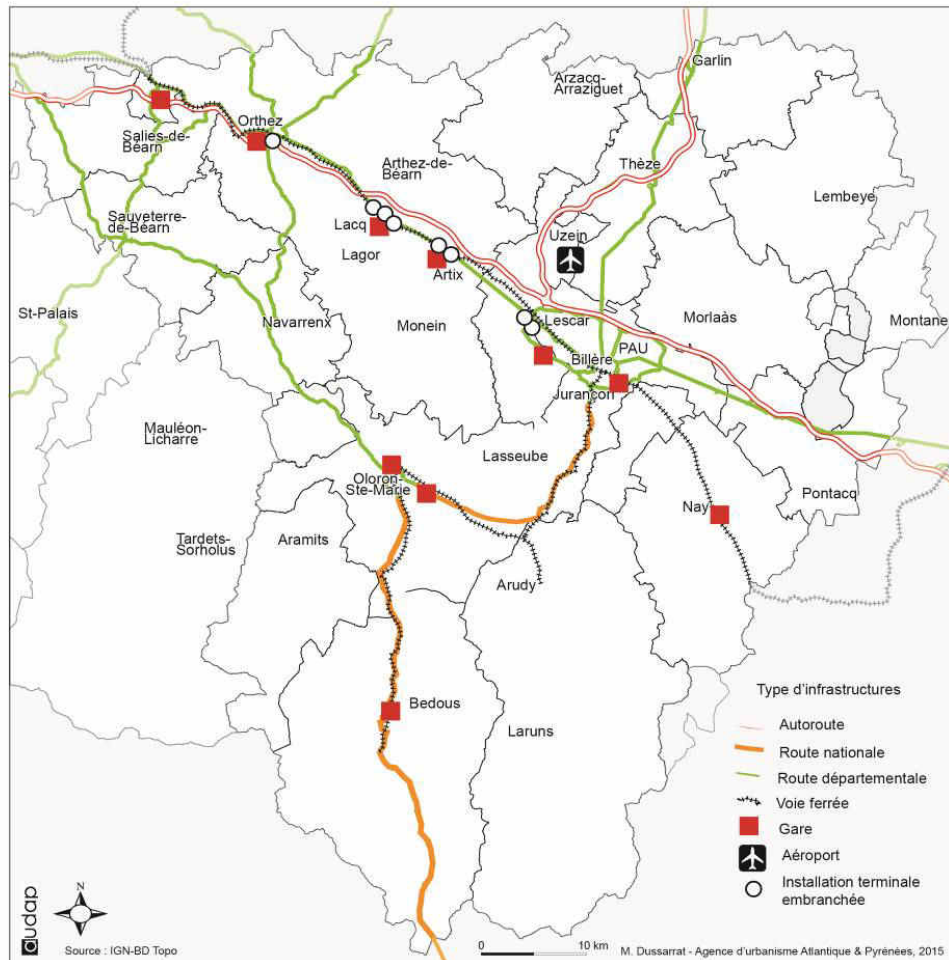 Garlin
Arzacq-
Arraziguet
Orthez
Salies-de-
Béarn
Arthez-de-
Béarn
Thèze
Lembeye
Sauveterre-
de-Béarn
Lacq
Uzein
Lagor
Artix
St-Palais
Navarrenx
Monein
Lescar
Morlaàs
Montane
Billère
PAU
Jurançon
Mauléon-
Licharre
Lasseube
Oloron-
Ste-Marie
Nay
Pontacq
Tardets-
Sorholus
Aramits
Arudy
Bedous
Laruns
Type d'infrastructures
Autoroute
Route nationale
Route départementale
Voie ferrée
Gare
Aéroport
Installation terminale
embranchée
N
audap
Source : IGN-BD Topo
0 10 km
M. Dussarrat - Agence d'urbanisme Atlantique & Pyrénées, 2015